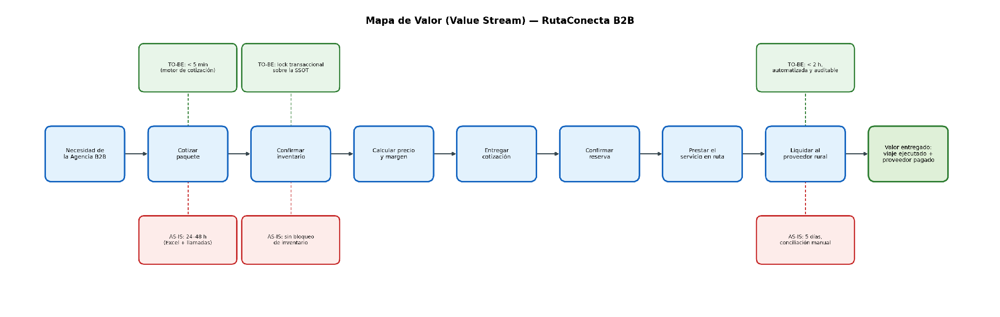 Mapa de Valor (Value Stream) — RutaConecta B2B
TO-BE: < 5 min
(motor de cotización)
TO-BE: lock transaccional
sobre la SSOT
TO-BE: < 2 h,
automatizada y auditable
Necesidad de
la Agencia B2B
Cotizar
paquete
Confirmar
inventario
Calcular precio
y margen
Entregar
cotización
Confirmar
reserva
Prestar el
servicio en ruta
Liquidar al
proveedor rural
Valor entregado:
viaje ejecutado +
proveedor pagado
AS-IS: 24–48 h
(Excel + llamadas)
AS-IS: sin bloqueo
de inventario
AS-IS: 5 días,
conciliación manual